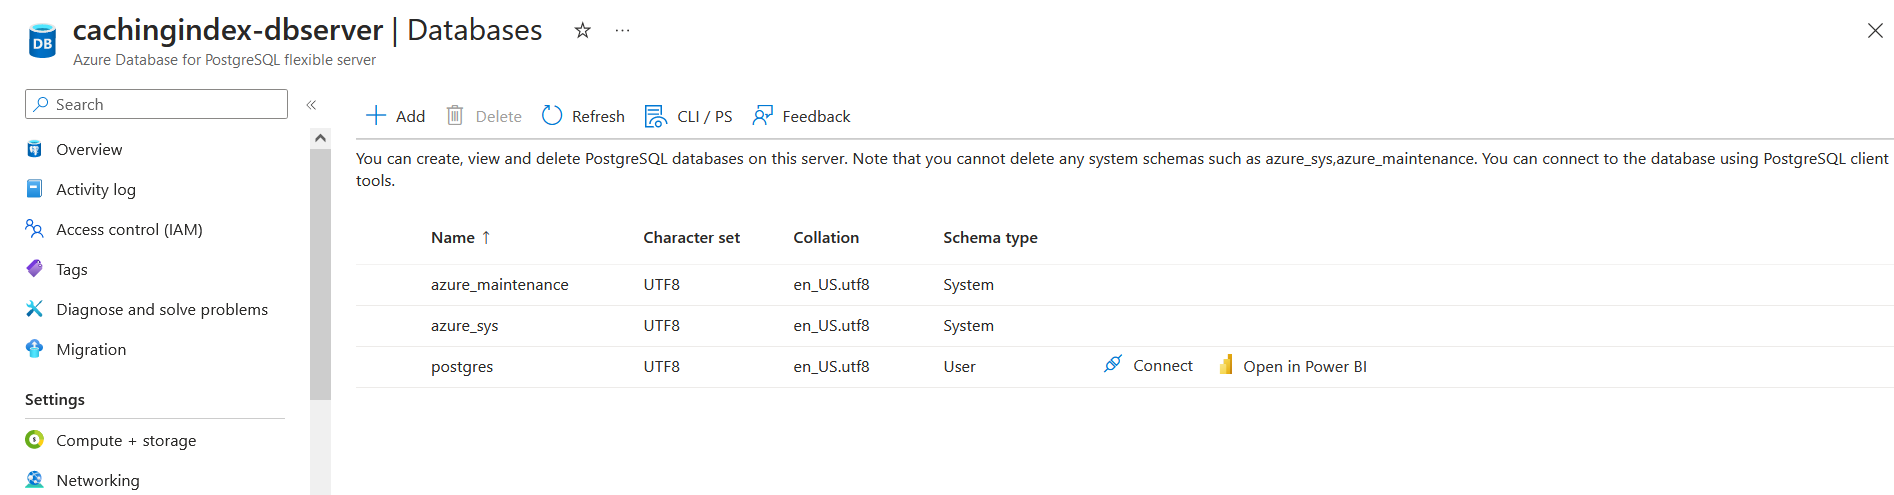 DB
cachingindex-dbserver | Databases
Azure Database for PostgreSQL flexible server
Search
Overview
Activity log
Access control (IAM)
Tags
Diagnose and solve problems
Migration
Settings
Compute + storage
Networking
Add Delete Refresh CLI / PS Feedback
You can create, view and delete PostgreSQL databases on this server. Note that you cannot delete any system schemas such as azure_sys,azure_maintenance. You can connect to the database using PostgreSQL client
tools.
Name ↑ Character set Collation Schema type
azure_maintenance UTF8 en_US.utf8 System
azure_sys UTF8 en_US.utf8 System
postgres UTF8 en_US.utf8 User Connect Open in Power BI